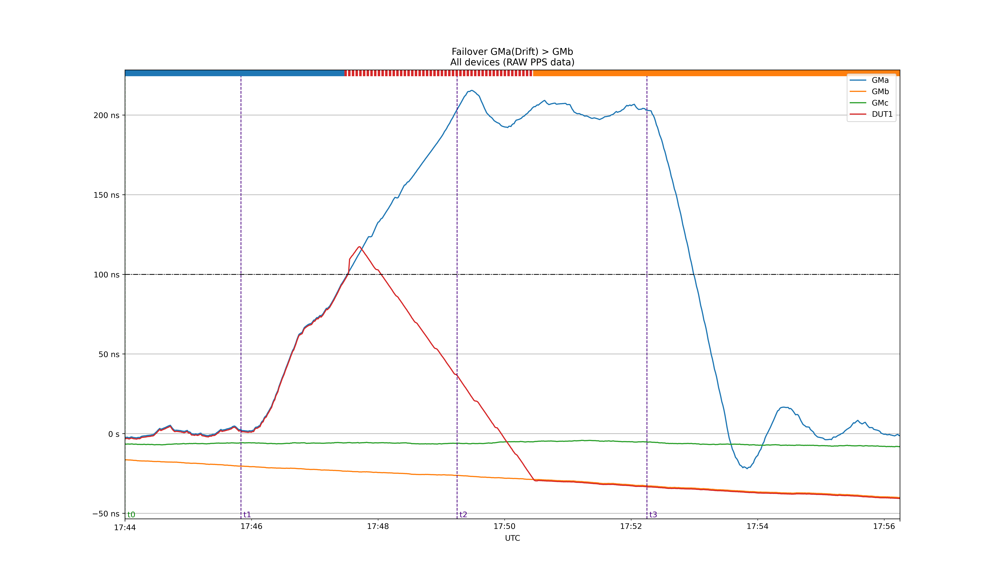 Failover GMa(Drift) > GMb
All devices (RAW PPS data)
GMa
GMb
GMc
DUT1
200 ns
150 ns
100 ns
50 ns
0 s
−50 ns
t0
t1
t2
t3
17:44
17:46
17:48
17:50
17:52
17:54
17:56
UTC